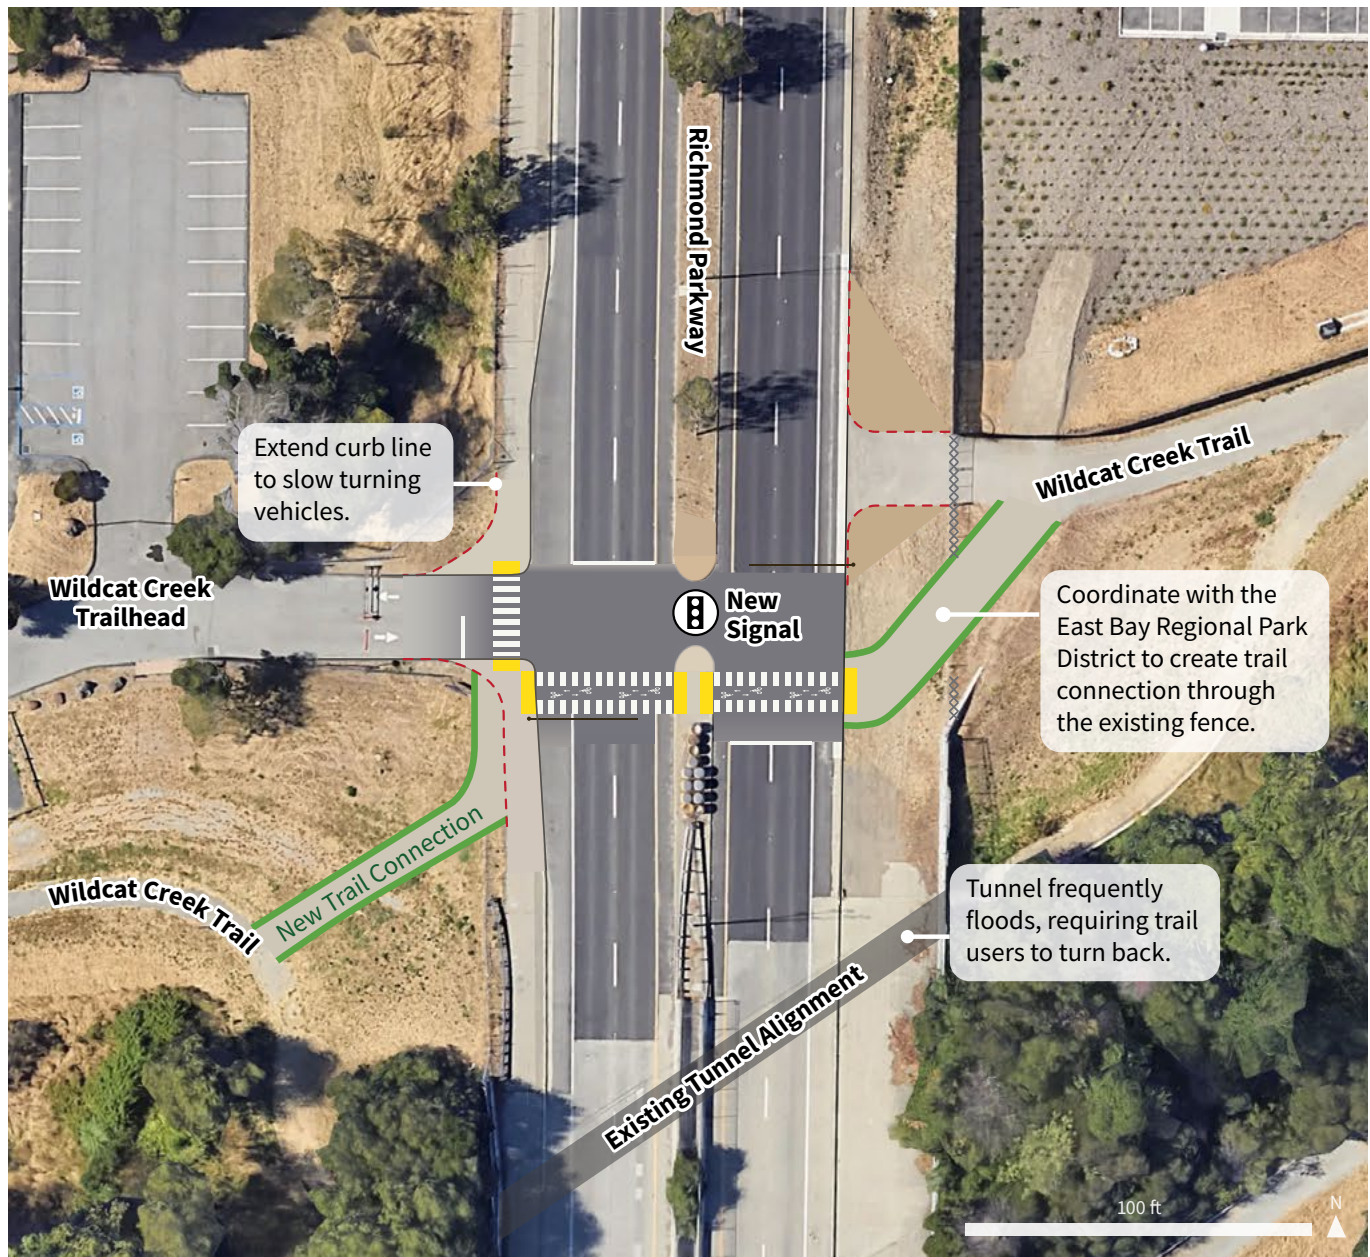 Richmond Parkway
Extend curb line
to slow turning
vehicles.
Wildcat Creek Trail
Wildcat Creek
Trailhead
New
Signal
Coordinate with the
East Bay Regional Park
District to create trail
connection through
the existing fence.
New Trail Connection
Wildcat Creek Trail
Tunnel frequently
floods, requiring trail
users to turn back.
Existing Tunnel Alignment
100 ft
N